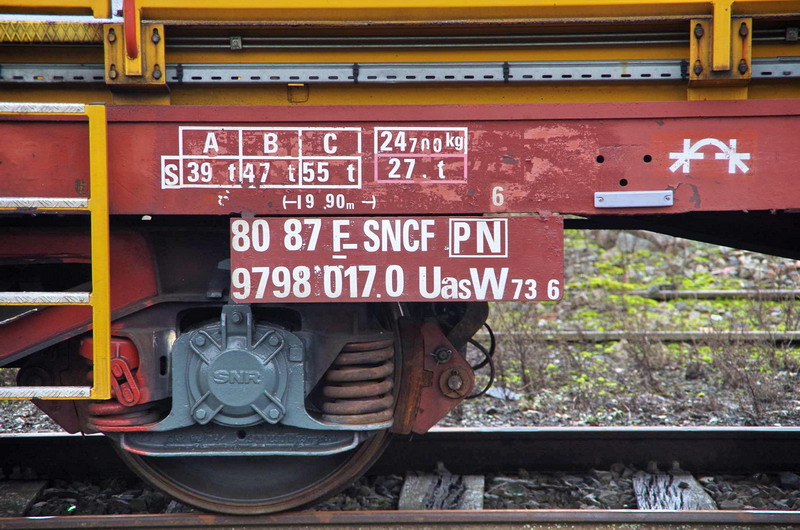 A B C
S 39 t 47 t 55 t
24700 kg
27. t
19 90m
6
80 87 F-SNCF PN
9798 017.0 UasW 73 6
SNR